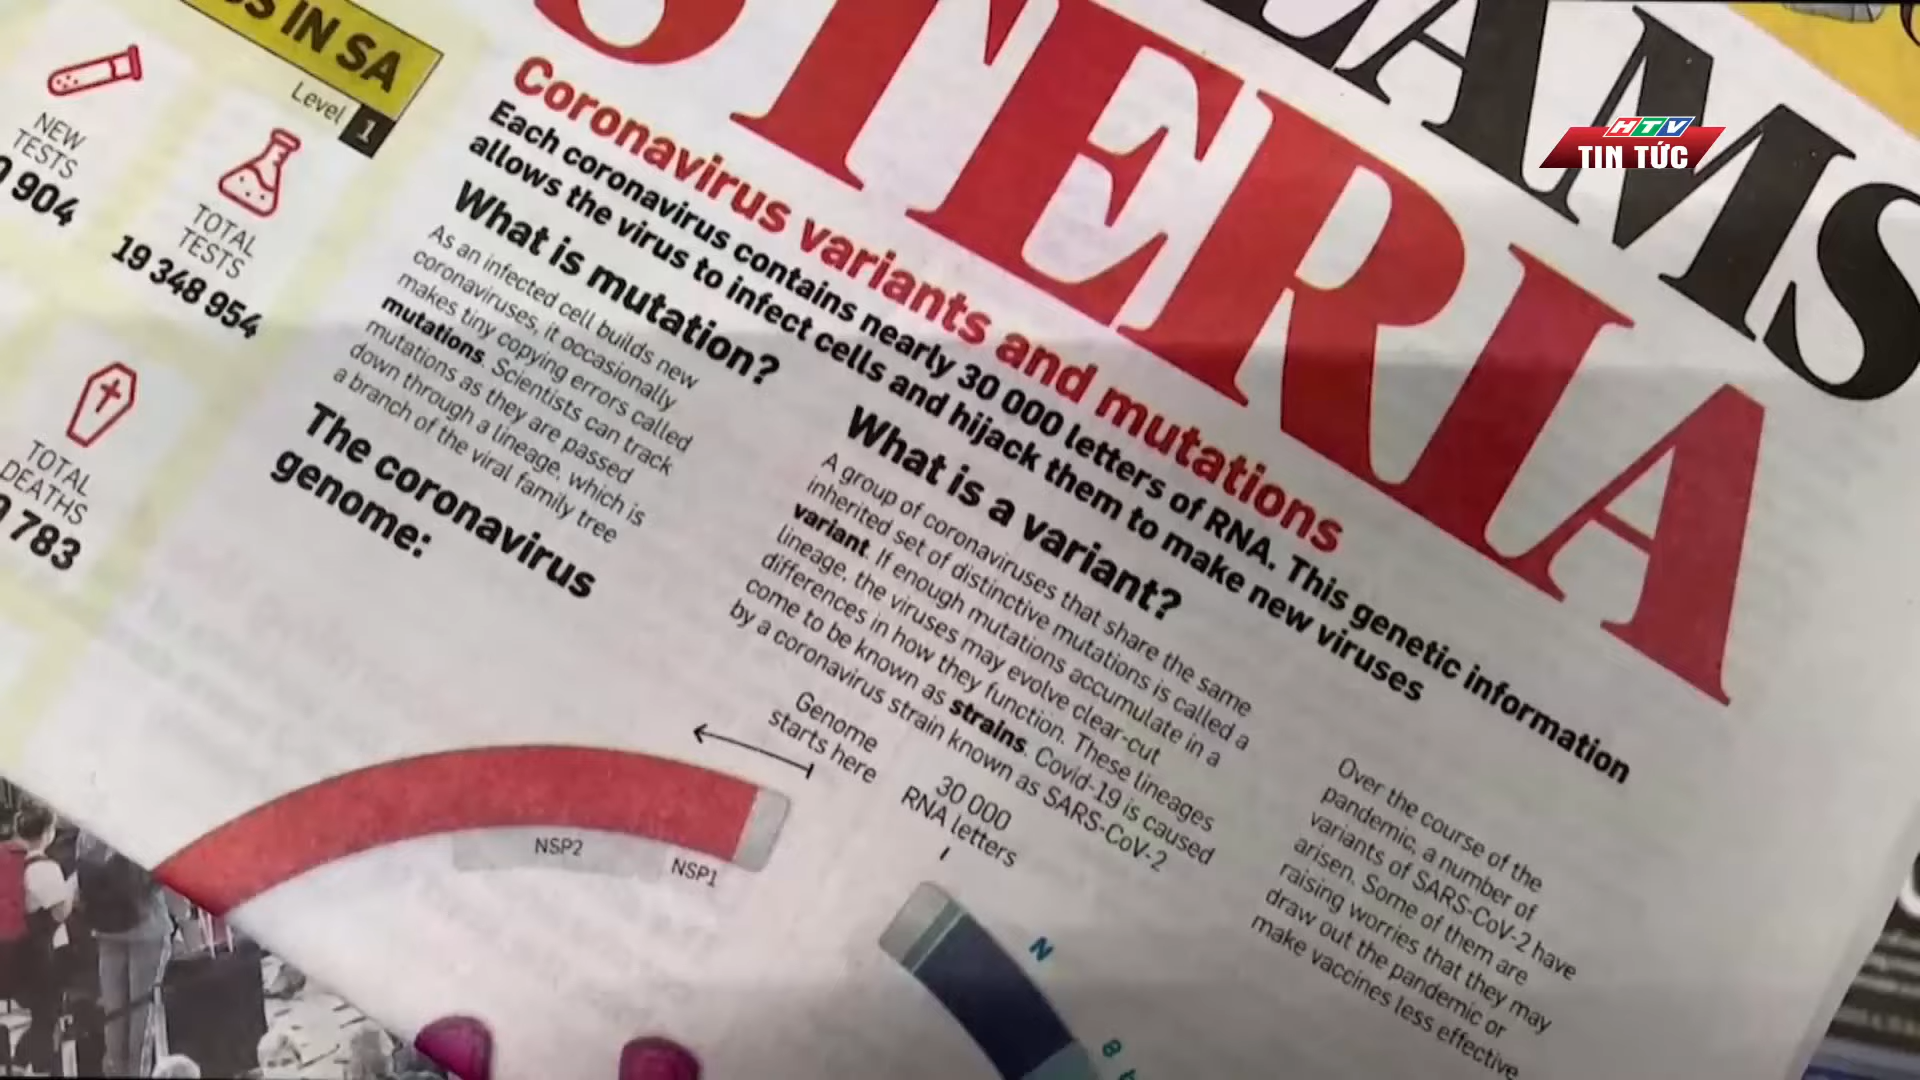 IN SA
Level 1
NEW
TESTS
904
TOTAL
TESTS
19 348 954
TOTAL
DEATHS
783
LAMS
STERIA
HTV
TIN TỨC
Coronavirus variants and mutations
Each coronavirus contains nearly 30 000 letters of RNA. This genetic information
allows the virus to infect cells and hijack them to make new viruses
What is mutation?
As an infected cell builds new
coronaviruses, it occasionally
makes tiny copying errors called
mutations. Scientists can track
mutations as they are passed
down through a lineage, which is
a branch of the viral family tree
The coronavirus
genome:
What is a variant?
A group of coronaviruses that share the same
inherited set of distinctive mutations is called a
variant. If enough mutations accumulate in a
lineage, the viruses may evolve clear-cut
differences in how they function. These lineages
come to be known as strains. Covid-19 is caused
by a coronavirus strain known as SARS-CoV-2
Genome
starts here
30 000
RNA letters
NSP2
NSP1
N
Over the course of the
pandemic, a number of
variants of SARS-CoV-2 have
arisen. Some of them are
raising worries that they may
draw out the pandemic or
make vaccines less effective